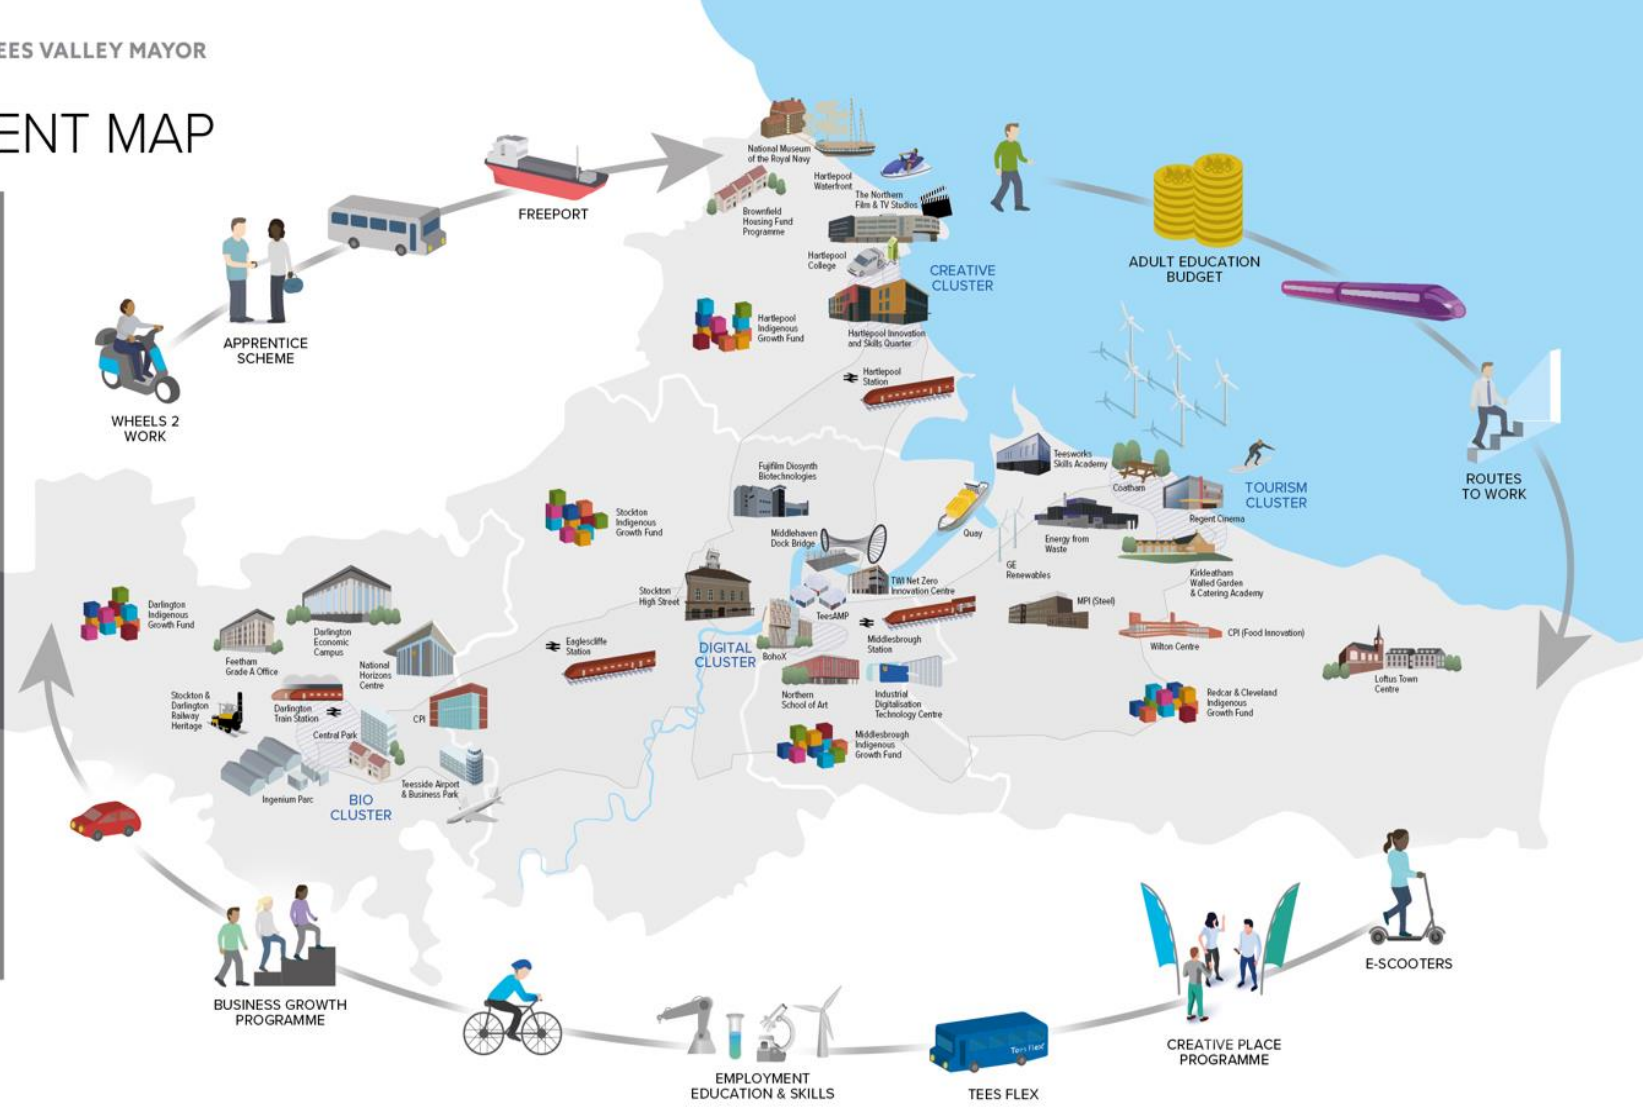 EES VALLEY MAYOR
ENT MAP
FREEPORT
APPRENTICE
SCHEME
WHEELS 2
WORK
National Museum
of the Royal Navy
Hartlepool
Waterfront
The Northern
Film & TV Studios
Brownfield
Housing Fund
Programme
Hartlepool
College
CREATIVE
CLUSTER
Hartlepool
Indigenous
Growth Fund
Hartlepool Innovation
and Skills Quarter
Hartlepool
Station
ADULT EDUCATION
BUDGET
ROUTES
TO WORK
Teesworks
Skills Academy
Coatham
TOURISM
CLUSTER
Regent Cinema
Fujifilm Diosynth
Biotechnologies
Stockton
Indigenous
Growth Fund
Middlehaven
Dock Bridge
Quay
Energy from
Waste
GE
Renewables
Kirkleatham
Walled Garden
& Catering Academy
Stockton
High Street
TWI Net Zero
Innovation Centre
TeesAMP
MPI (Steel)
CPI (Food Innovation)
Wilton Centre
Middlesbrough
Station
Loftus Town
Centre
Darlington
Indigenous
Growth Fund
Darlington
Economic
Campus
Feetham
Grade A Office
National
Horizons
Centre
Eaglescliffe
Station
DIGITAL
CLUSTER
BohoX
Northern
School of Art
Industrial
Digitalisation
Technology Centre
Redcar & Cleveland
Indigenous
Growth Fund
Stockton &
Darlington
Railway
Heritage
Darlington
Train Station
CPI
Central Park
Middlesbrough
Indigenous
Growth Fund
Teesside Airport
& Business Park
Ingenium Parc
BIO
CLUSTER
BUSINESS GROWTH
PROGRAMME
EMPLOYMENT
EDUCATION & SKILLS
Tees Flex
TEES FLEX
CREATIVE PLACE
PROGRAMME
E-SCOOTERS